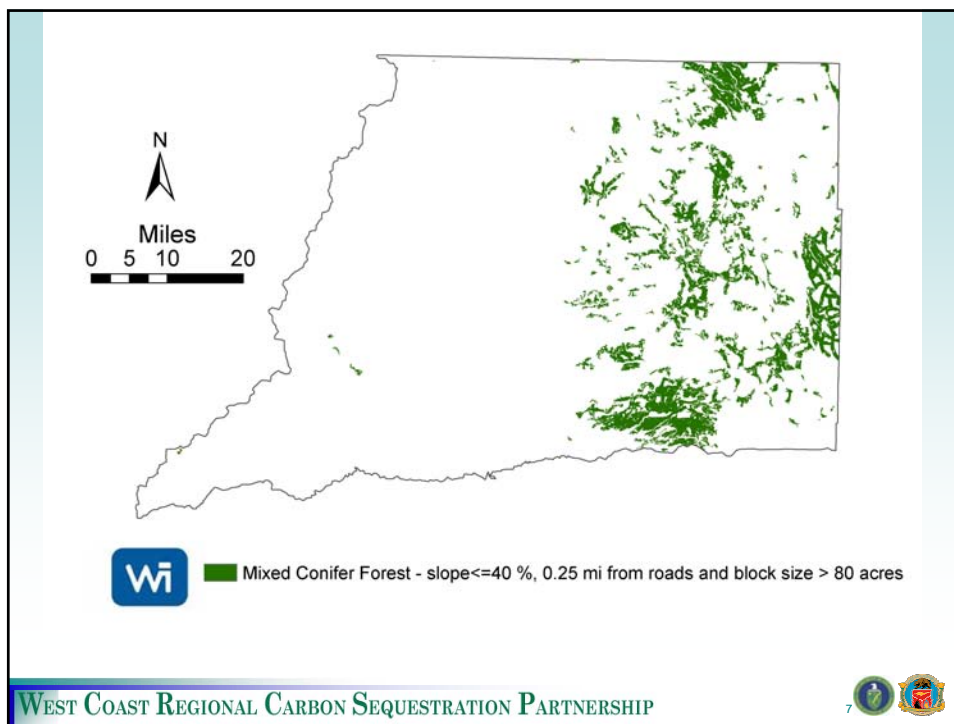 N
Miles
0 5 10 20
Wi
Mixed Conifer Forest - slope<=40 %, 0.25 mi from roads and block size > 80 acres
WEST COAST REGIONAL CARBON SEQUESTRATION PARTNERSHIP
7